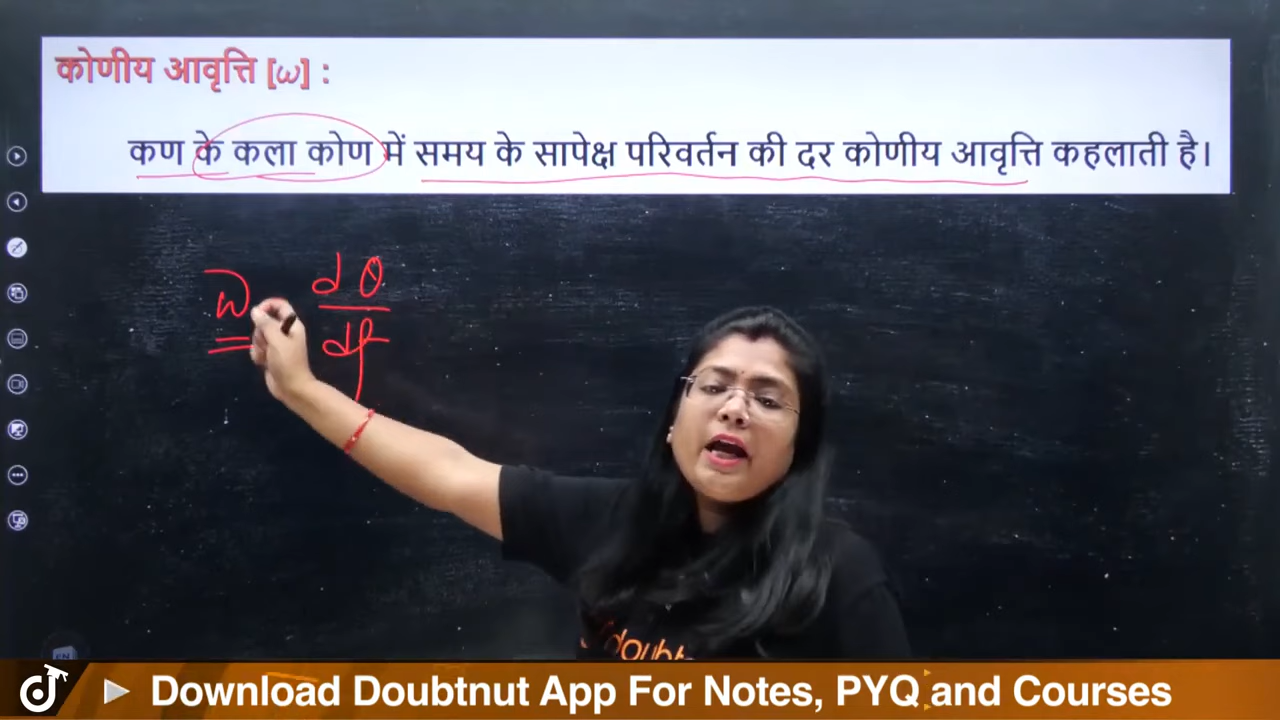 कोणीय आवृत्ति [ω] :
कण के कला कोण में समय के सापेक्ष परिवर्तन की दर कोणीय आवृत्ति कहलाती है।
ω dθ
dt
doubt
Download Doubtnut App For Notes, PYQ and Courses